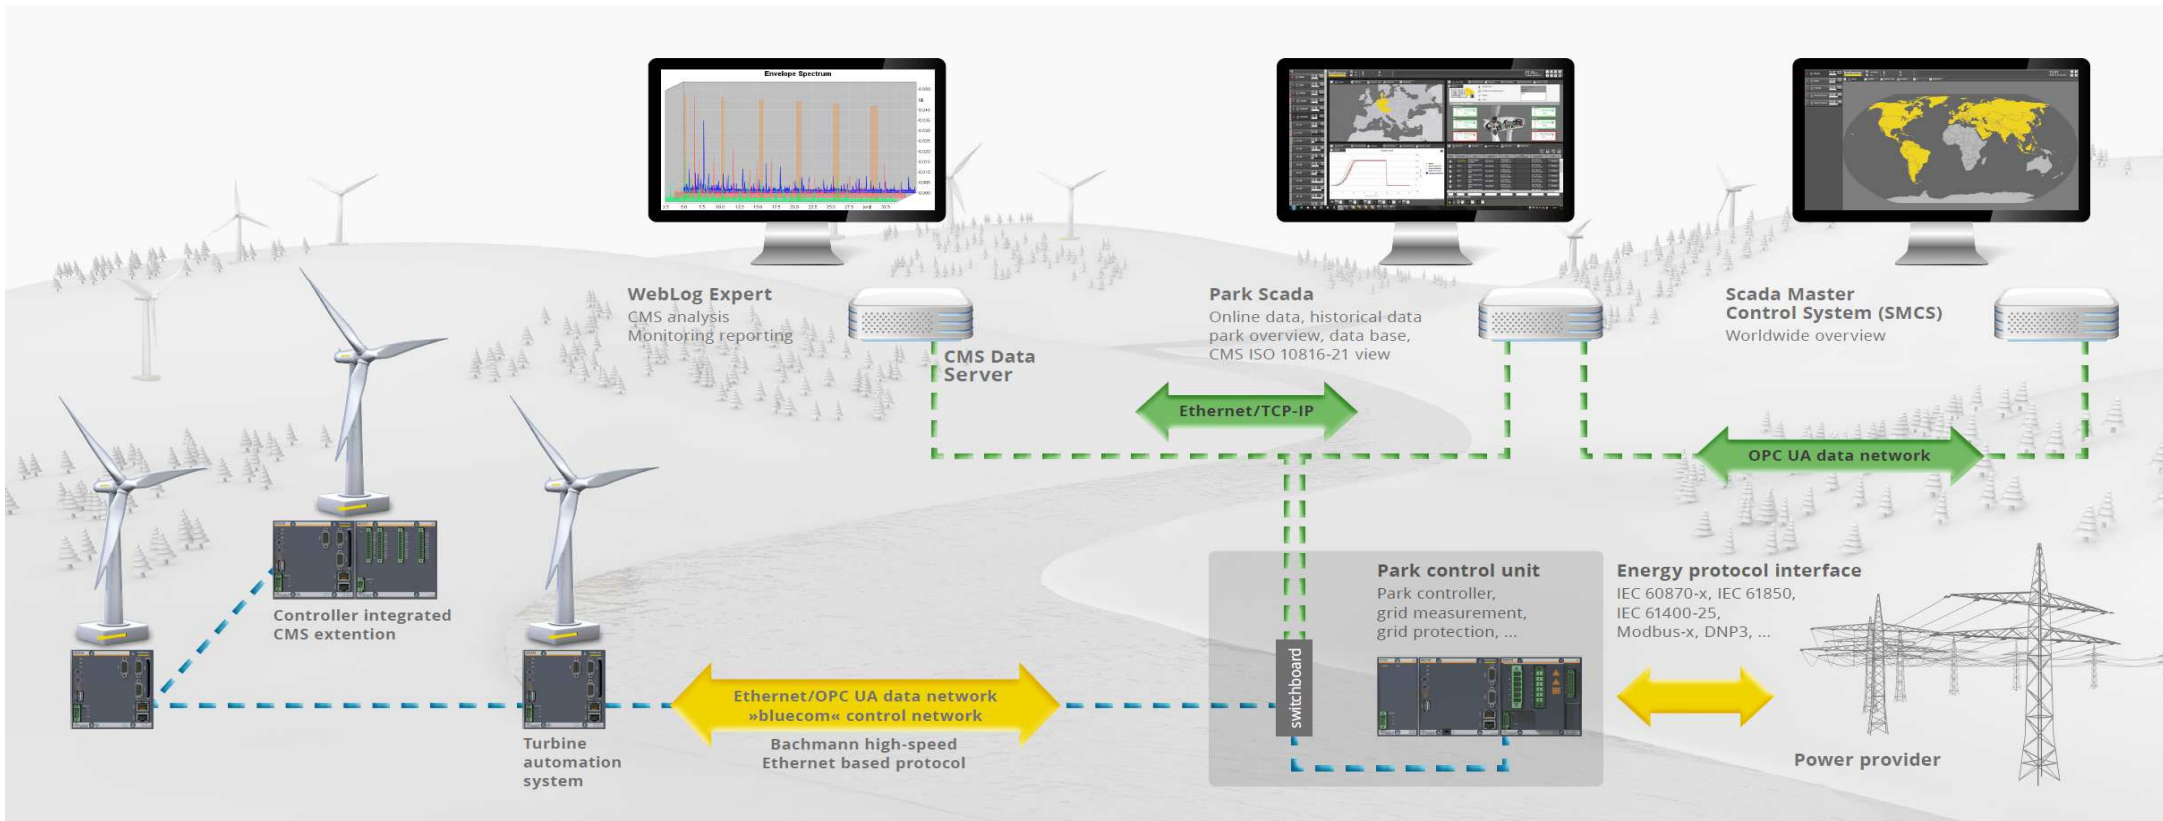 Envelope Spectrum
WebLog Expert
CMS analysis
Monitoring reporting
CMS Data
Server
Park Scada
Online data, historical data
park overview, data base,
CMS ISO 10816-21 view
Scada Master
Control System (SMCS)
Worldwide overview
Ethernet/TCP-IP
OPC UA data network
Controller integrated
CMS extention
Turbine
automation
system
Ethernet/OPC UA data network
»bluecom« control network
Bachmann high-speed
Ethernet based protocol
switchboard
Park control unit
Park controller,
grid measurement,
grid protection, ...
Energy protocol interface
IEC 60870-x, IEC 61850,
IEC 61400-25,
Modbus-x, DNP3, ...
Power provider